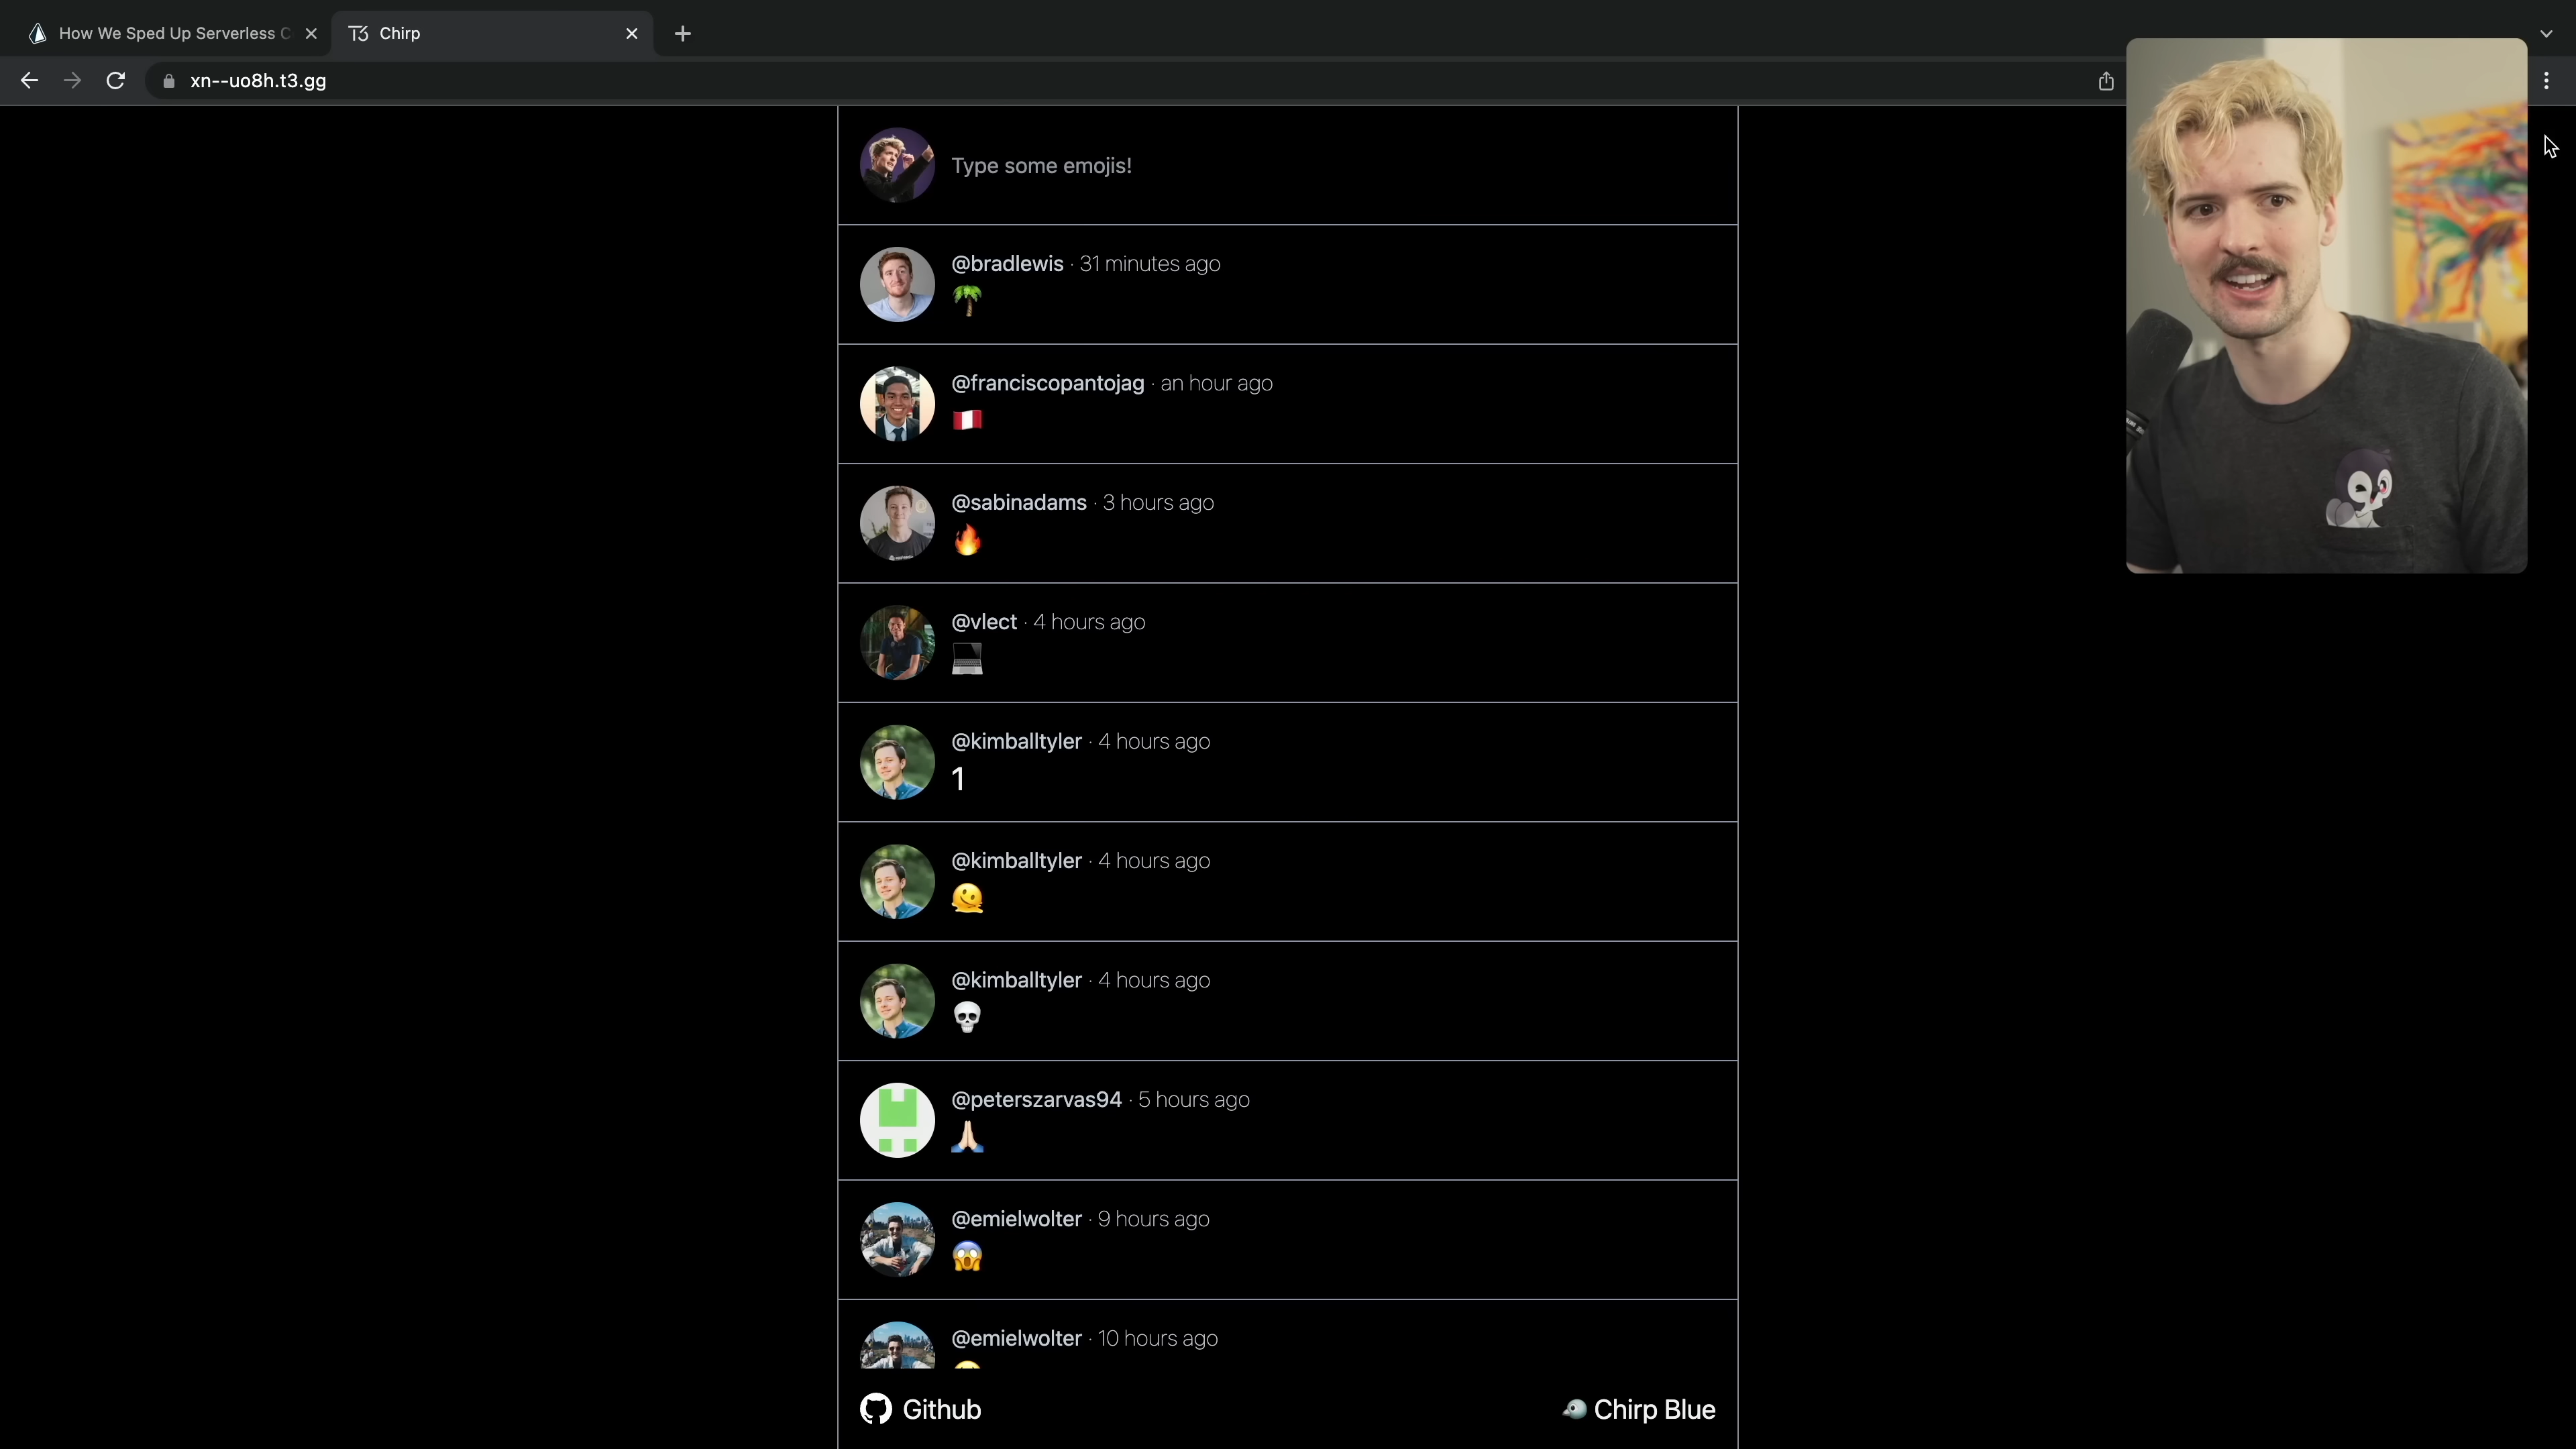 How We Sped Up Serverless C
T3 Chirp
xn--uo8h.t3.gg
Type some emojis!
@bradlewis · 31 minutes ago
🌴
@franciscopantojag · an hour ago
🇵🇪
@sabinadams · 3 hours ago
🔥
@vlect · 4 hours ago
💻
@kimballtyler · 4 hours ago
1
@kimballtyler · 4 hours ago
🫠
@kimballtyler · 4 hours ago
💀
@peterszarvas94 · 5 hours ago
🙏🏻
@emielwolter · 9 hours ago
😱
@emielwolter · 10 hours ago
Github
Chirp Blue